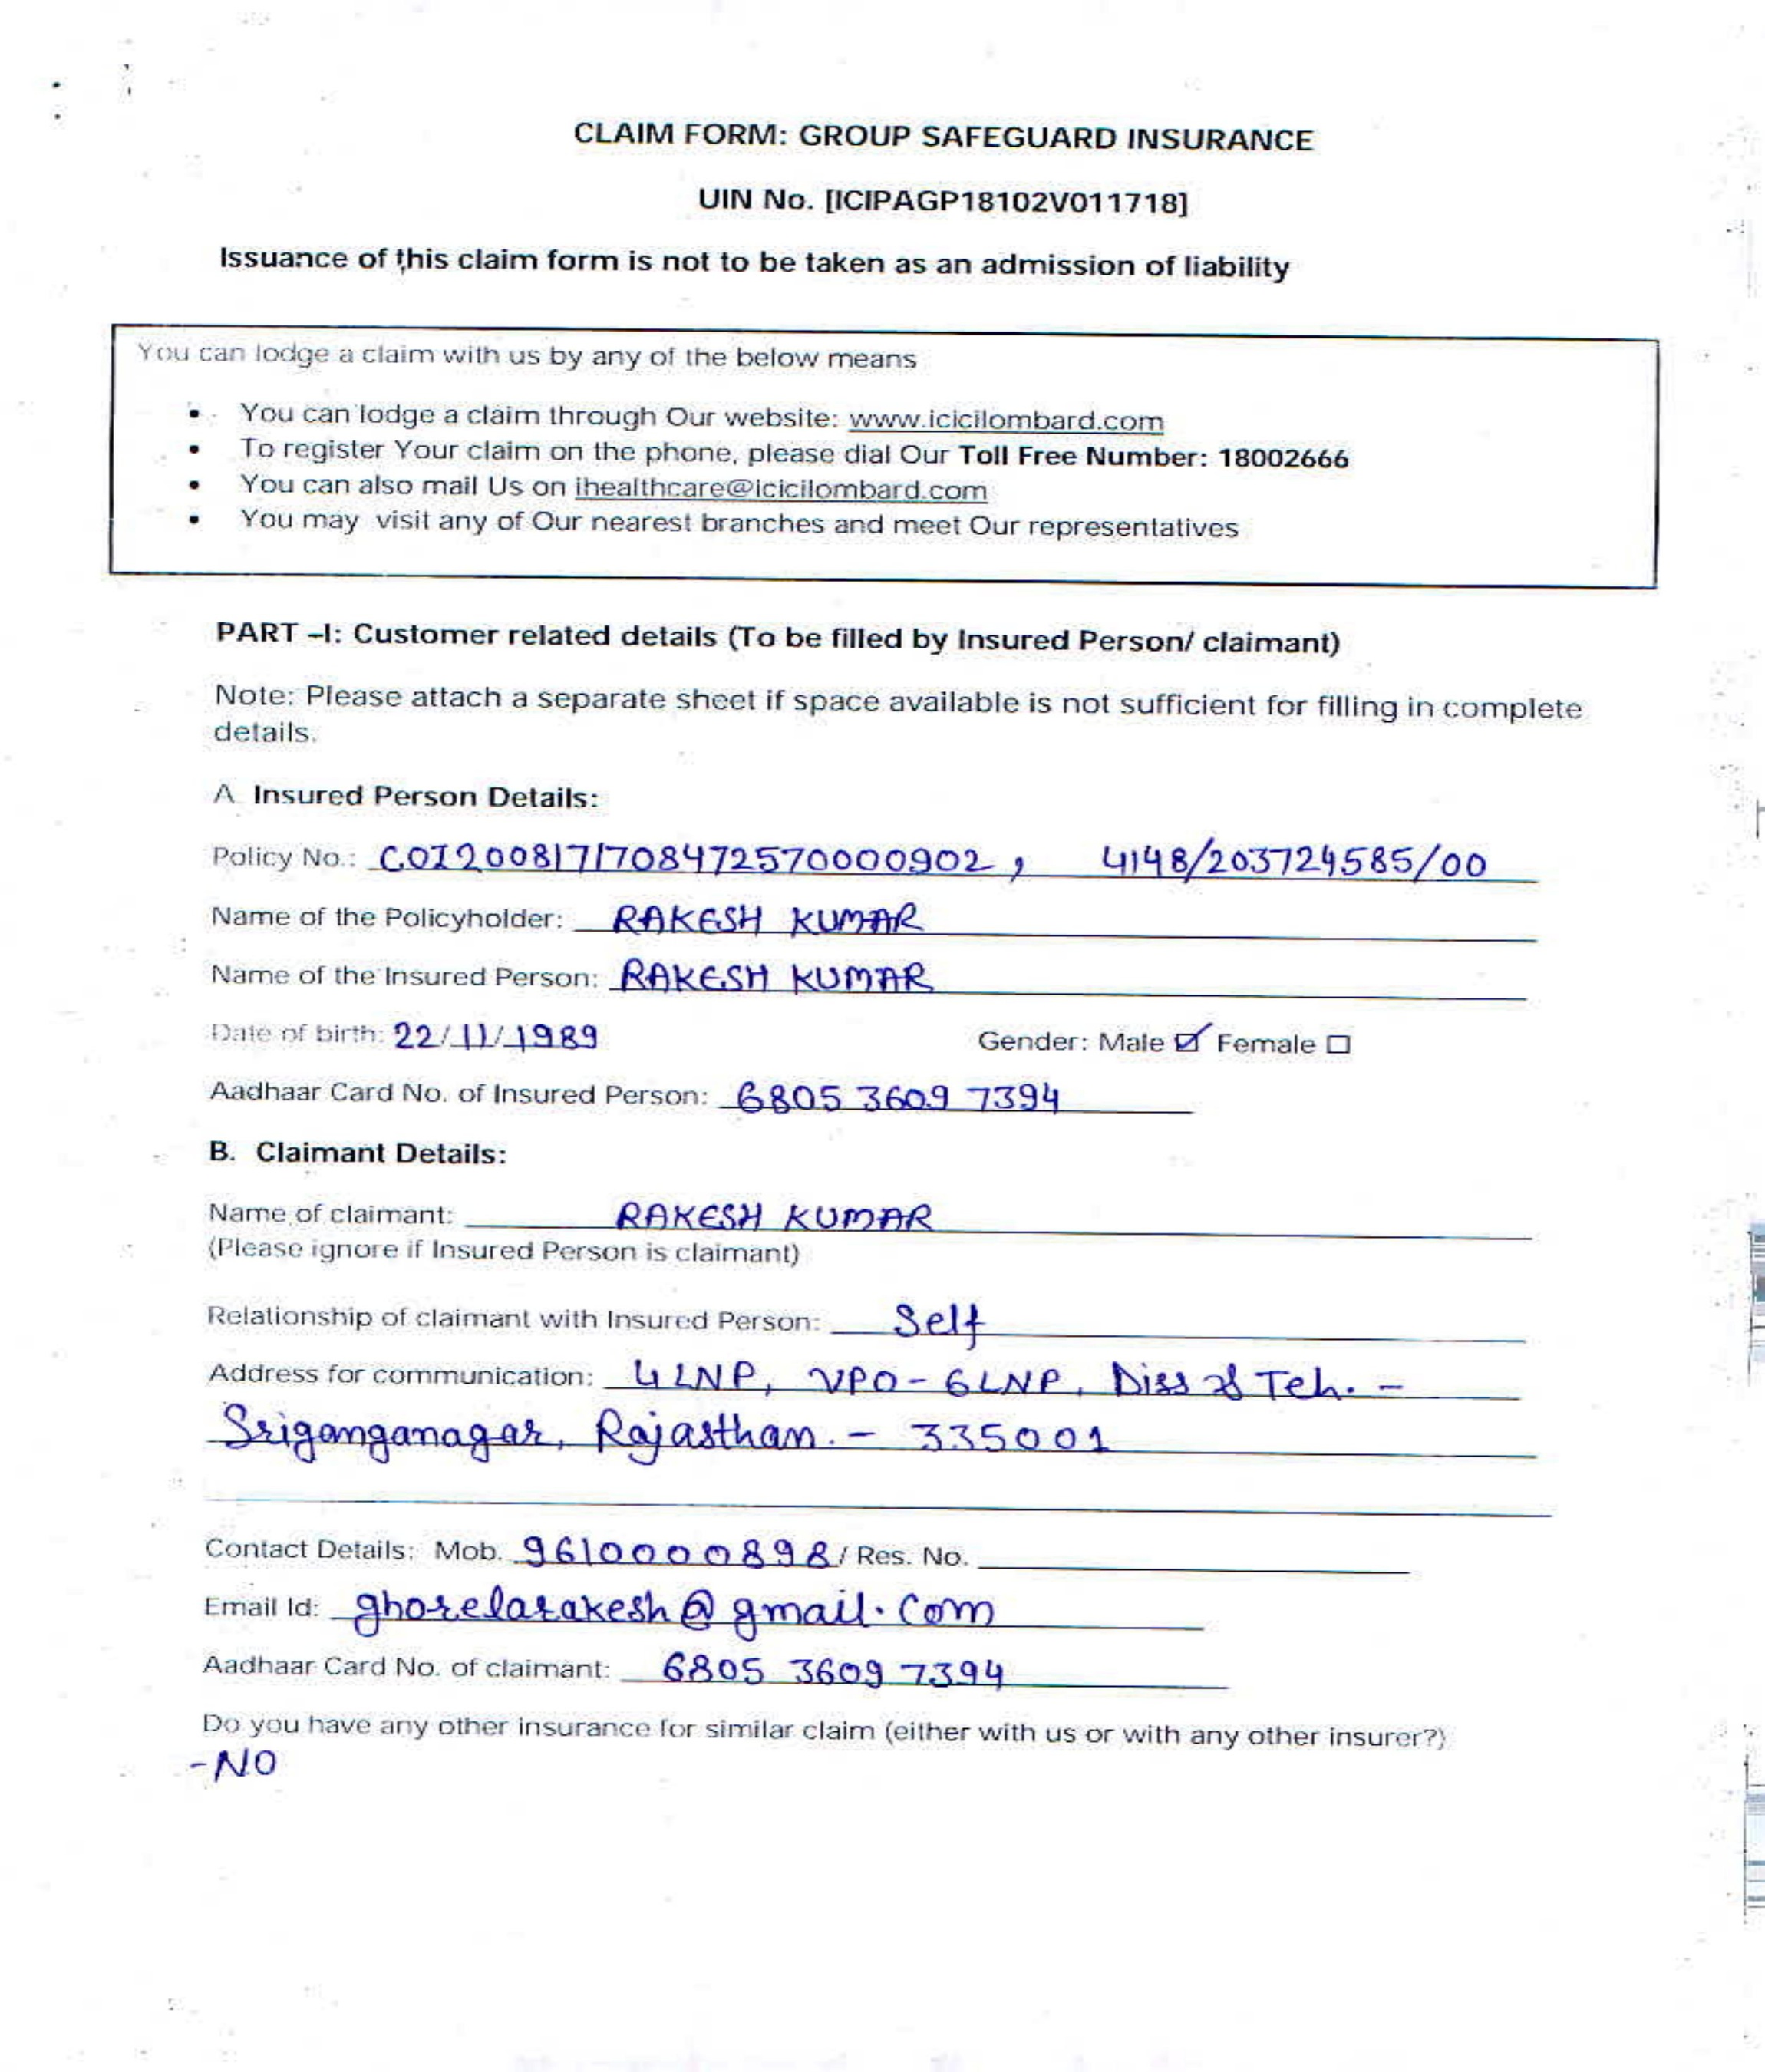 CLAIM FORM: GROUP SAFEGUARD INSURANCE
UIN No. [ICIPAGP18102V011718]
Issuance of this claim form is not to be taken as an admission of liability
You can lodge a claim with us by any of the below means
• You can lodge a claim through Our website: www.icicilombard.com
• To register Your claim on the phone, please dial Our Toll Free Number: 18002666
• You can also mail Us on ihealthcare@icicilombard.com
• You may visit any of Our nearest branches and meet Our representatives
PART –I: Customer related details (To be filled by Insured Person/ claimant)
Note: Please attach a separate sheet if space available is not sufficient for filling in complete
details.
A. Insured Person Details:
Policy No.: COI2008171708472570000902, 4148/203724585/00
Name of the Policyholder: RAKESH KUMAR
Name of the Insured Person: RAKESH KUMAR
Date of birth: 22/11/1989 Gender: Male ☑ Female ☐
Aadhaar Card No. of Insured Person: 6805 3609 7394
B. Claimant Details:
Name of claimant: RAKESH KUMAR
(Please ignore if Insured Person is claimant)
Relationship of claimant with Insured Person: Self
Address for communication: 4 LNP, VPO - 6 LNP, Diss & Teh. -
Sriganganagar, Rajasthan. - 335001
Contact Details: Mob. 9610000898/ Res. No.
Email Id: ghorelarakesh@gmail.com
Aadhaar Card No. of claimant: 6805 3609 7394
Do you have any other insurance for similar claim (either with us or with any other insurer?)
- NO